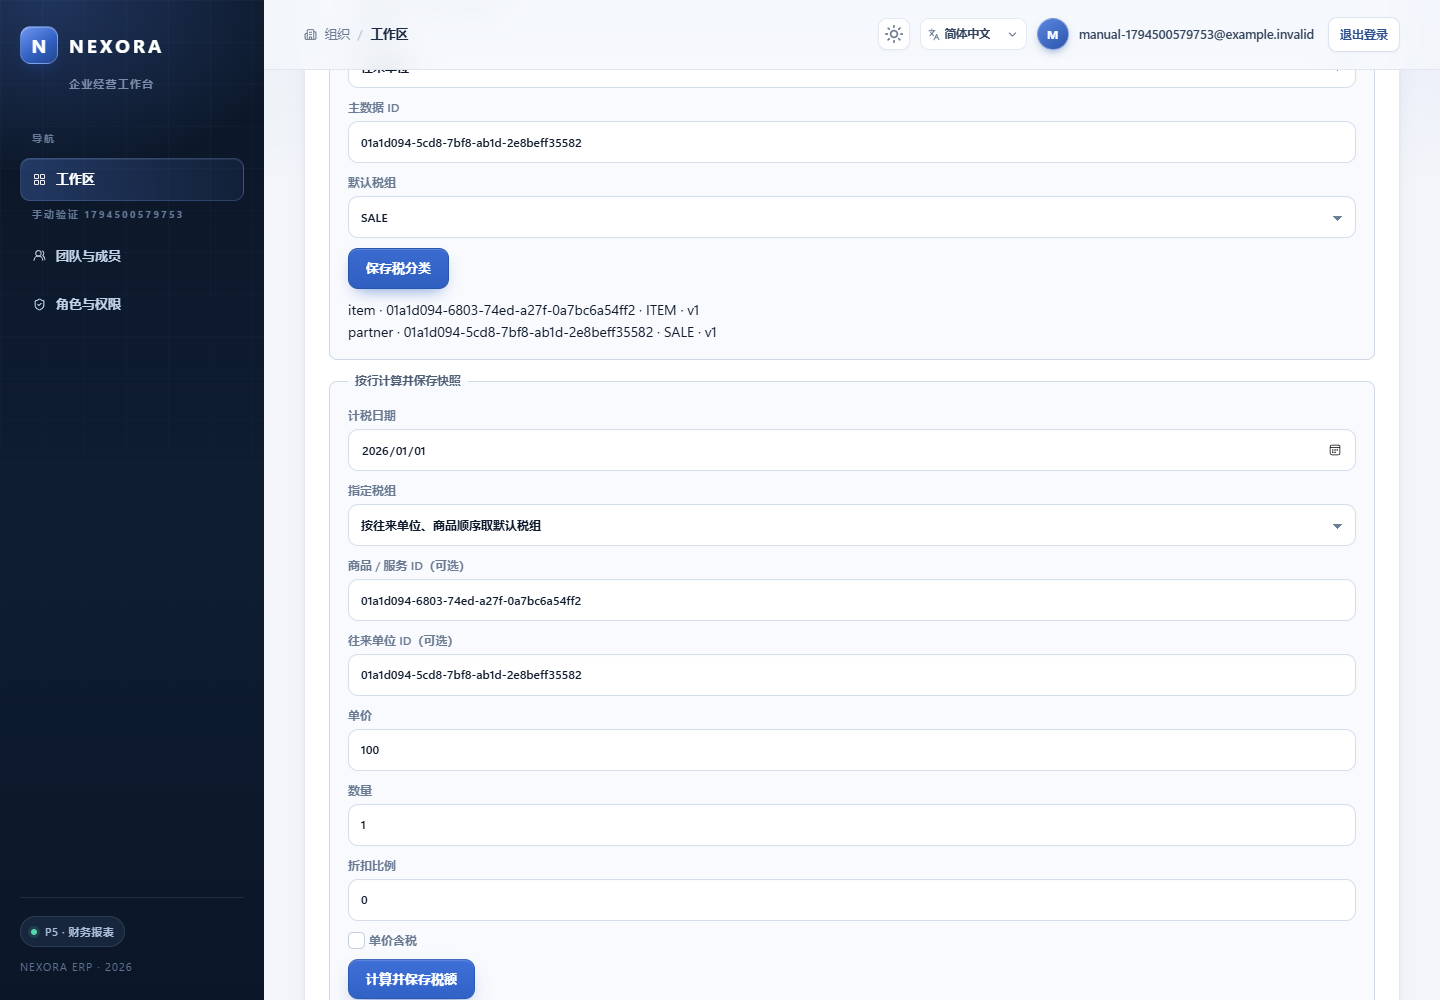 N NEXORA
企业经营工作台
导航
工作区
手动验证 1794500579753
团队与成员
角色与权限
P5 · 财务报表
NEXORA ERP · 2026
组织 / 工作区
简体中文
M
manual-1794500579753@example.invalid
退出登录
往来单位
主数据 ID
01a1d094-5cd8-7bf8-ab1d-2e8beff35582
默认税组
SALE
保存税分类
item · 01a1d094-6803-74ed-a27f-0a7bc6a54ff2 · ITEM · v1
partner · 01a1d094-5cd8-7bf8-ab1d-2e8beff35582 · SALE · v1
按行计算并保存快照
计税日期
2026/01/01
指定税组
按往来单位、商品顺序取默认税组
商品 / 服务 ID（可选）
01a1d094-6803-74ed-a27f-0a7bc6a54ff2
往来单位 ID（可选）
01a1d094-5cd8-7bf8-ab1d-2e8beff35582
单价
100
数量
1
折扣比例
0
单价含税
计算并保存税额